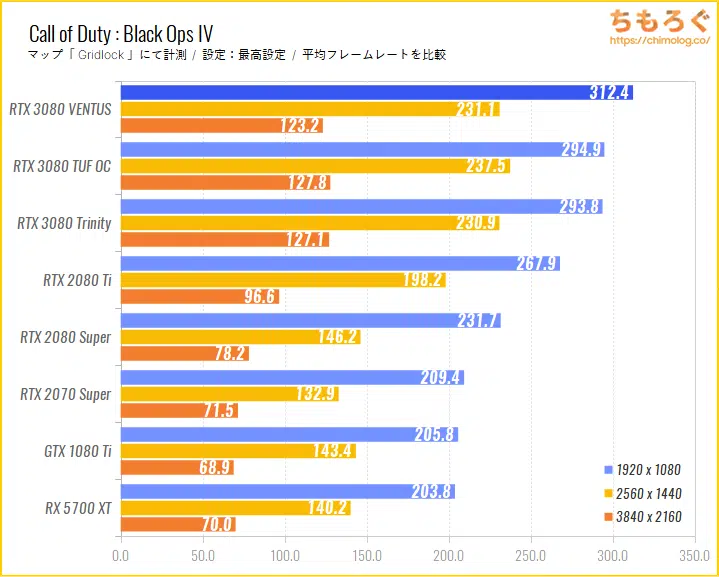 Call of Duty : Black Ops IV
ちもろぐ
https://chimolog.co/
マップ「 Gridlock 」にて計測 / 設定：最高設定 / 平均フレームレートを比較
RTX 3080 VENTUS
312.4
231.1
123.2
RTX 3080 TUF OC
294.9
237.5
127.8
RTX 3080 Trinity
293.8
230.9
127.1
RTX 2080 Ti
267.9
198.2
96.6
RTX 2080 Super
231.7
146.2
78.2
RTX 2070 Super
209.4
132.9
71.5
GTX 1080 Ti
205.8
143.4
68.9
RX 5700 XT
203.8
140.2
70.0
1920 x 1080
2560 x 1440
3840 x 2160
0.0 50.0 100.0 150.0 200.0 250.0 300.0 350.0